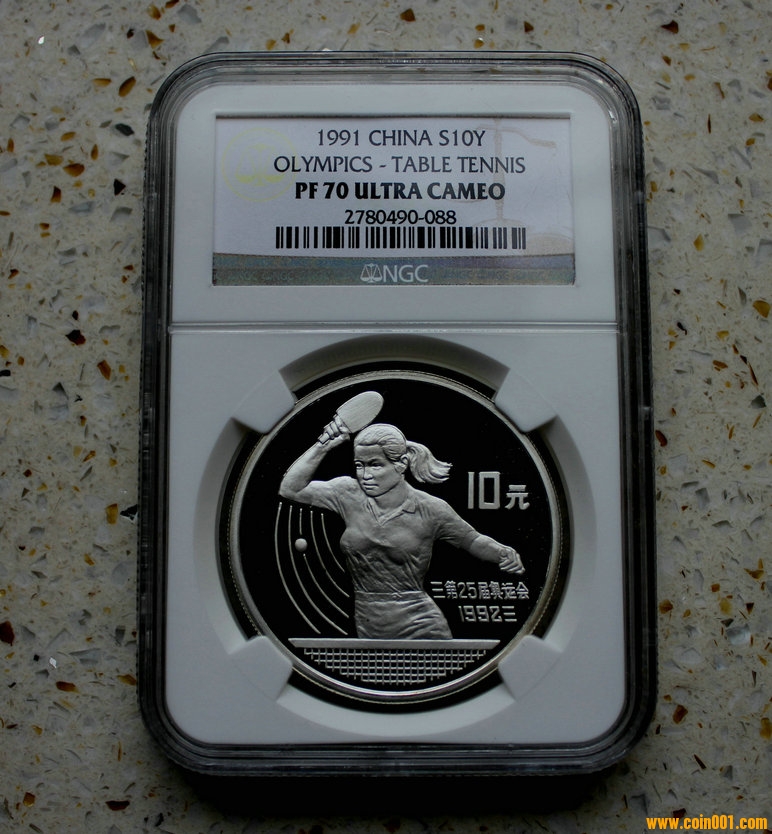 1991 CHINA S10Y
OLYMPICS - TABLE TENNIS
PF 70 ULTRA CAMEO
2780490-088
NGC
10元
三第25届奥运会
1992三
www.coin001.com